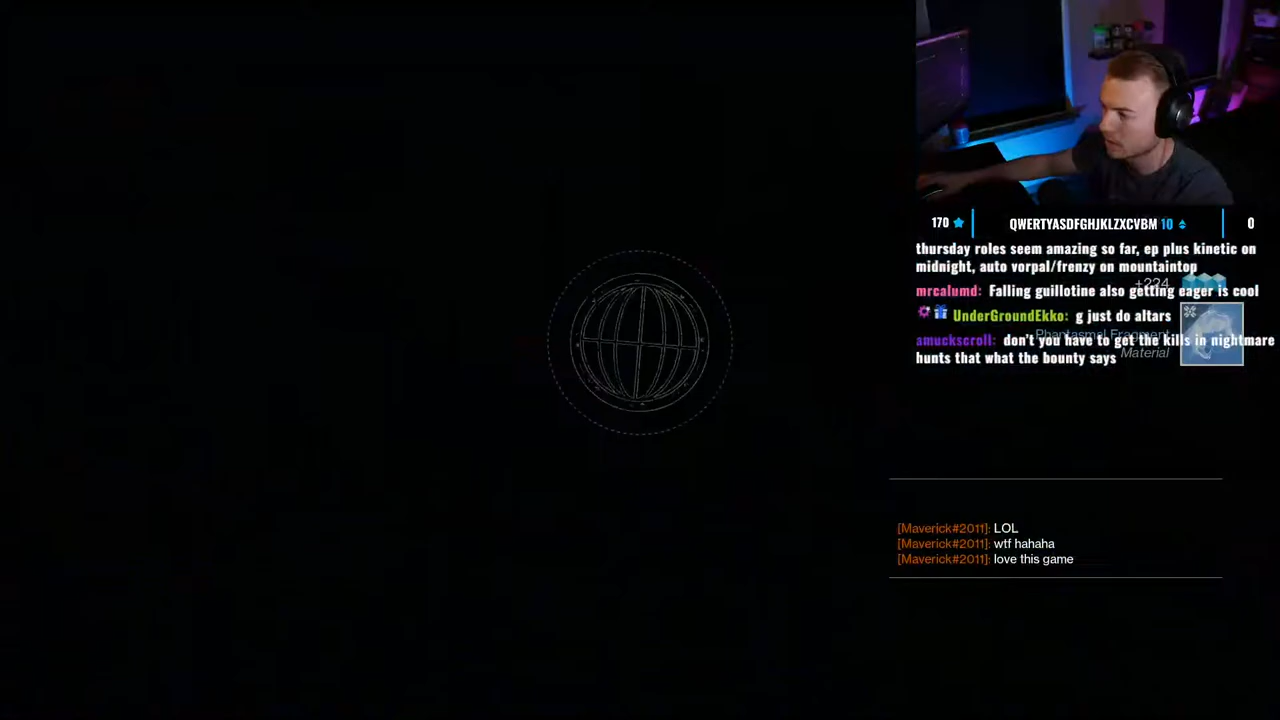 170
QWERTYASDFGHJKLZXCVBM 10
0
thursday roles seem amazing so far, ep plus kinetic on
midnight, auto vorpal/frenzy on mountaintop
+224
mrcalumd: Falling guillotine also getting eager is cool
UnderGroundEkko: g just do altars
Phantasmal Fragment
amuckscroll: don't you have to get the kills in nightmare
hunts that what the bounty says
Material
[Maverick#2011]: LOL
[Maverick#2011]: wtf hahaha
[Maverick#2011]: love this game